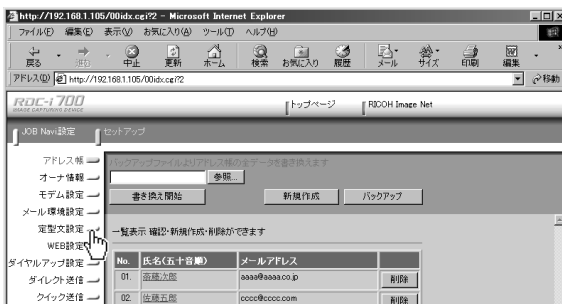 http://192.168.1.105/00idx.cgi?2 - Microsoft Internet Explorer
ファイル(F) 編集(E) 表示(V) お気に入り(A) ツール(T) ヘルプ(H)
戻る 進む 中止 更新 ホーム 検索 お気に入り 履歴 メール サイズ 印刷 編集
アドレス(D) http://192.168.1.105/00idx.cgi?2 移動
RDC-i 700
IMAGE CAPTURING DEVICE
トップページ RICOH Image Net
JOB Navi設定 セットアップ
アドレス帳
バックアップファイルよりアドレス帳の全データを書き換えます
オーナ情報
参照...
モデム設定
書き換え開始 新規作成 バックアップ
メール環境設定
定型文設定
一覧表示 確認・新規作成・削除ができます
WEB設定
ダイヤルアップ設定
No. 氏名(五十音順) メールアドレス
ダイレクト送信
01. 斎藤次郎 aaaa@aaaa.co.jp 削除
クイック送信
02. 佐藤五郎 cccc@cccc.com 削除